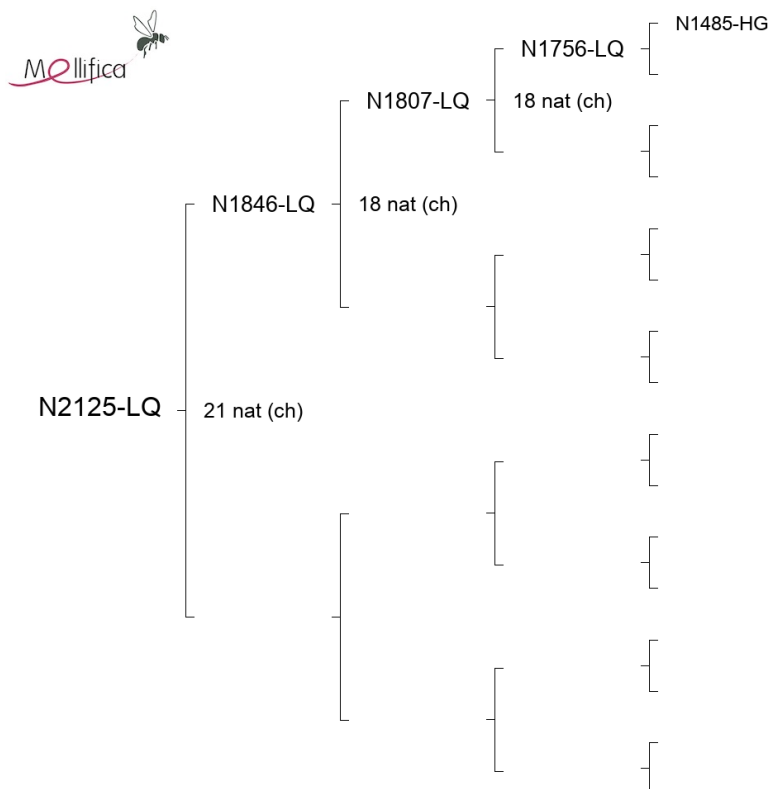 Mellifica
N1485-HG
N1756-LQ
N1807-LQ
18 nat (ch)
N1846-LQ
18 nat (ch)
N2125-LQ
21 nat (ch)